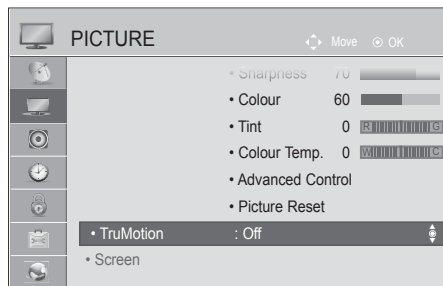 PICTURE
Move
OK
• Sharpness 70
• Colour 60
• Tint 0 R G
• Colour Temp. 0 W C
• Advanced Control
• Picture Reset
• TruMotion : Off
• Screen